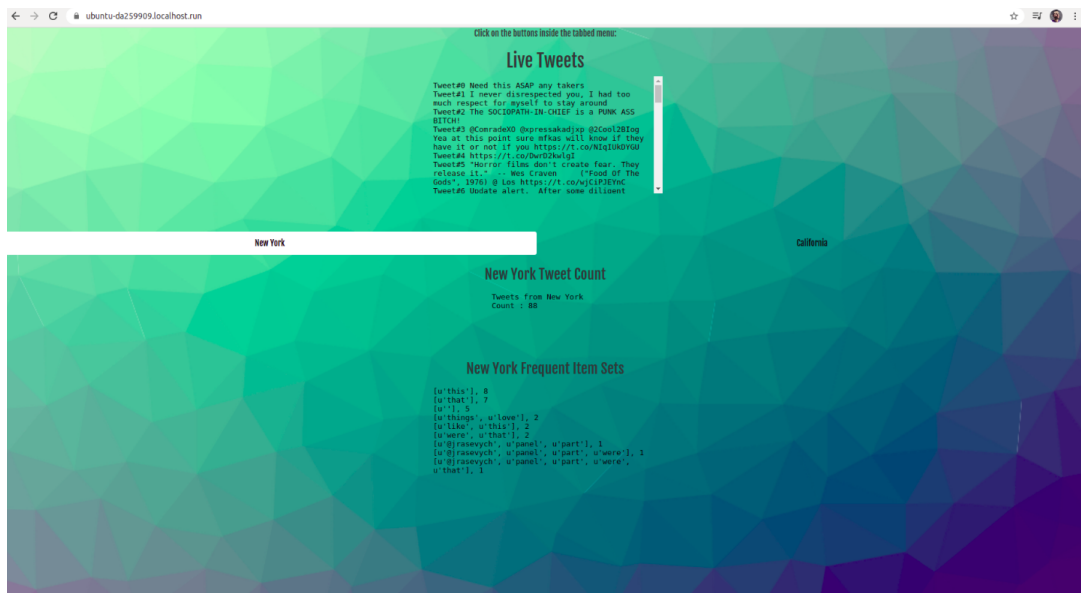 ubuntu-da259909.localhost.run
Click on the buttons inside the tabbed menu:
Live Tweets
Tweet#0 Need this ASAP any takers
Tweet#1 I never disrespected you, I had too
much respect for myself to stay around
Tweet#2 The SOCIOPATH-IN-CHIEF is a PUNK ASS
BITCH!
Tweet#3 @ComradeXO @xpressakadjxp @2Cool2BIog
Yea at this point sure mfkas will know if they
have it or not if you https://t.co/NIqIUkDYGU
Tweet#4 https://t.co/DwrD2kwlgI
Tweet#5 "Horror films don't create fear. They
release it." -- Wes Craven ("Food Of The
Gods", 1976) @ Los https://t.co/wjCiPJEYnC
Tweet#6 Update alert. After some diligent
New York
California
New York Tweet Count
Tweets from New York
Count : 88
New York Frequent Item Sets
[u'this'], 8
[u'that'], 7
[u''], 5
[u'things', u'love'], 2
[u'like', u'this'], 2
[u'were', u'that'], 2
[u'@jrasevych', u'panel', u'part'], 1
[u'@jrasevych', u'panel', u'part', u'were'], 1
[u'@jrasevych', u'panel', u'part', u'were',
u'that'], 1